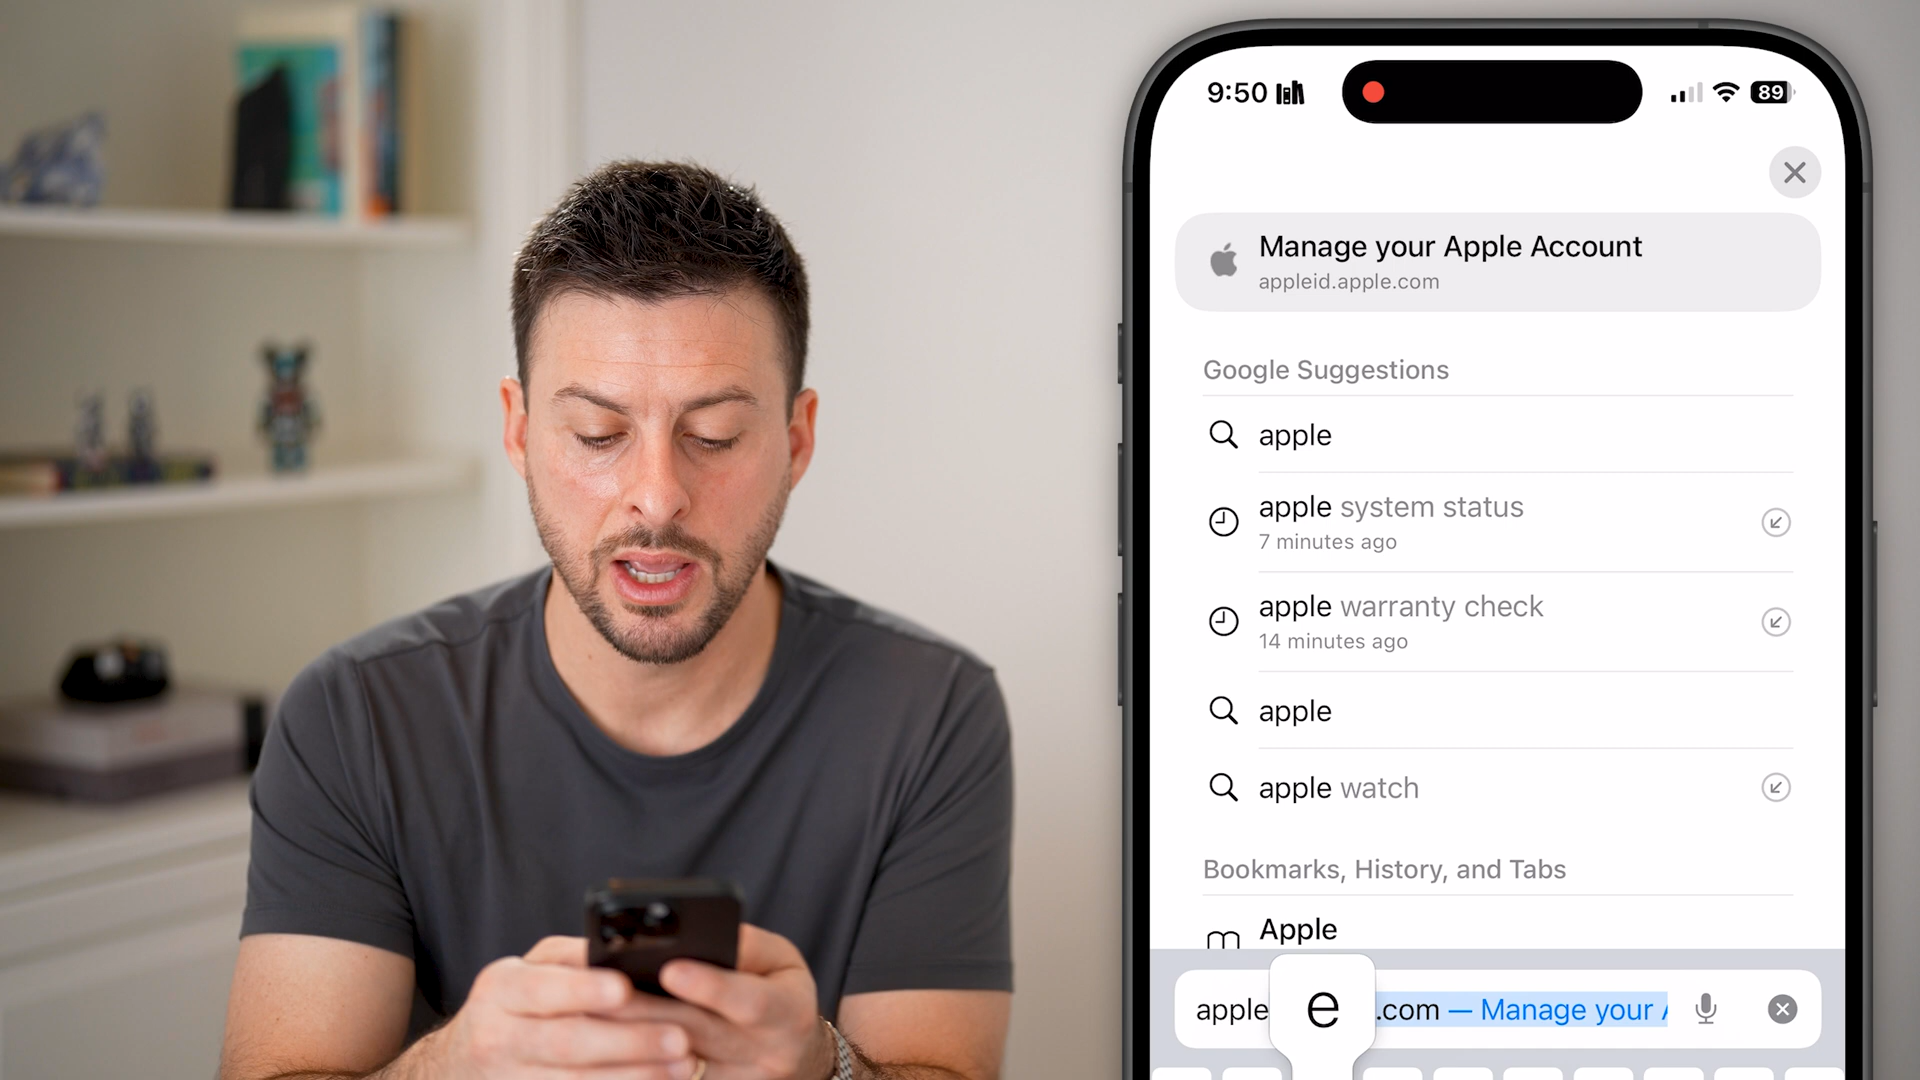 9:50
89
Manage your Apple Account
appleid.apple.com
Google Suggestions
apple
apple system status
7 minutes ago
apple warranty check
14 minutes ago
apple
apple watch
Bookmarks, History, and Tabs
Apple
apple e .com — Manage your